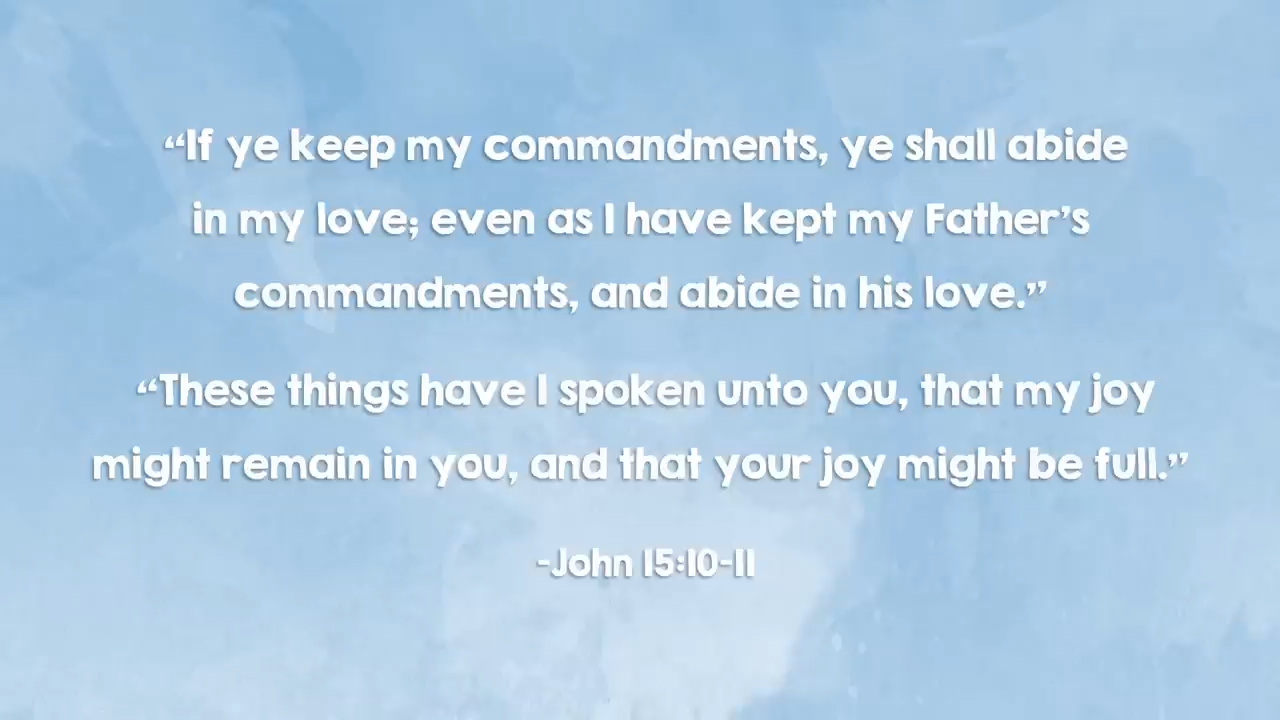 “If ye keep my commandments, ye shall abide
in my love; even as I have kept my Father’s
commandments, and abide in his love.”
“These things have I spoken unto you, that my joy
might remain in you, and that your joy might be full.”
-John 15:10-11